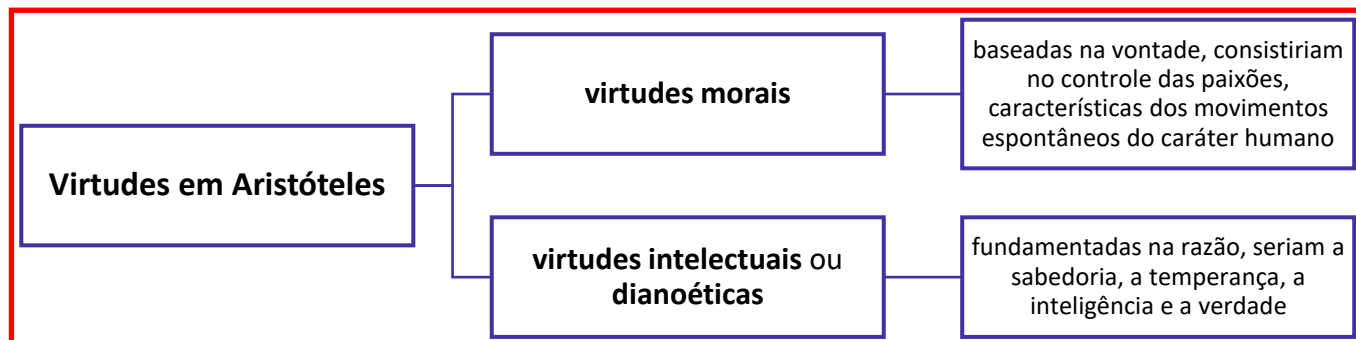 Virtudes em Aristóteles
virtudes morais
baseadas na vontade, consistiriam
no controle das paixões,
características dos movimentos
espontâneos do caráter humano
virtudes intelectuais ou
dianoéticas
fundamentadas na razão, seriam a
sabedoria, a temperança, a
inteligência e a verdade